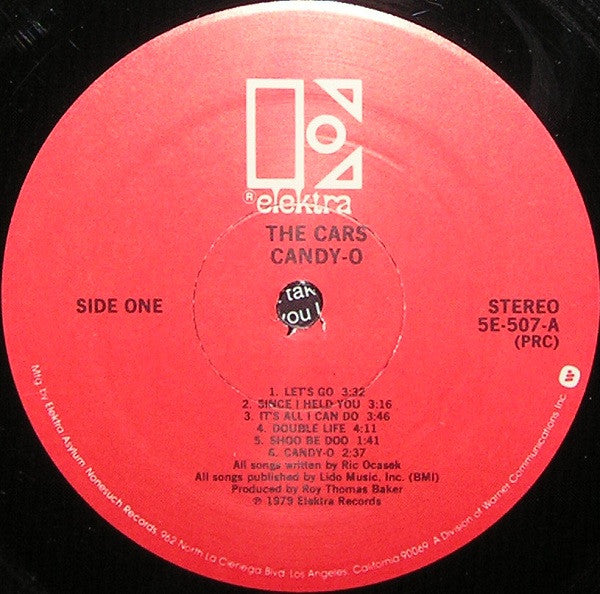 ® elektra
THE CARS
CANDY-O
SIDE ONE
STEREO
5E-507-A
(PRC)
tak
you
1. LET'S GO 3:32
2. SINCE I HELD YOU 3:16
3. IT'S ALL I CAN DO 3:46
4. DOUBLE LIFE 4:11
5. SHOO BE DOO 1:41
6. CANDY-O 2:37
All songs written by Ric Ocasek
All songs published by Lido Music, Inc. (BMI)
Produced by Roy Thomas Baker
℗ 1979 Elektra Records
Mfg. by Elektra Asylum Nonesuch Records, 962 North La Cienega Blvd. Los Angeles, California 90069 A Division of Warner Communications Inc.